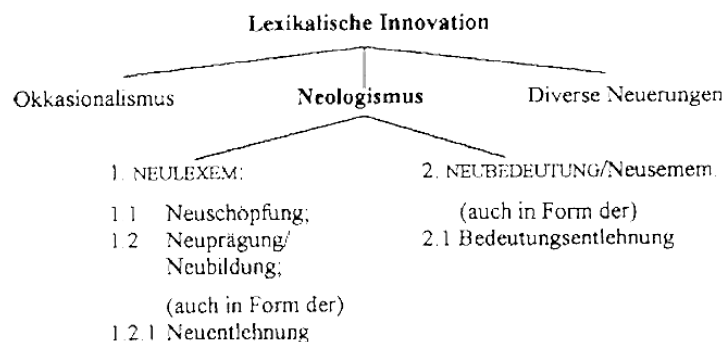 Lexikalische Innovation
Okkasionalismus Neologismus Diverse Neuerungen
1. NEULEXEM:
1.1 Neuschöpfung;
1.2 Neuprägung/
Neubildung;
(auch in Form der)
1.2.1 Neuentlehnung
2. NEUBEDEUTUNG/Neusemem.
(auch in Form der)
2.1 Bedeutungsentlehnung